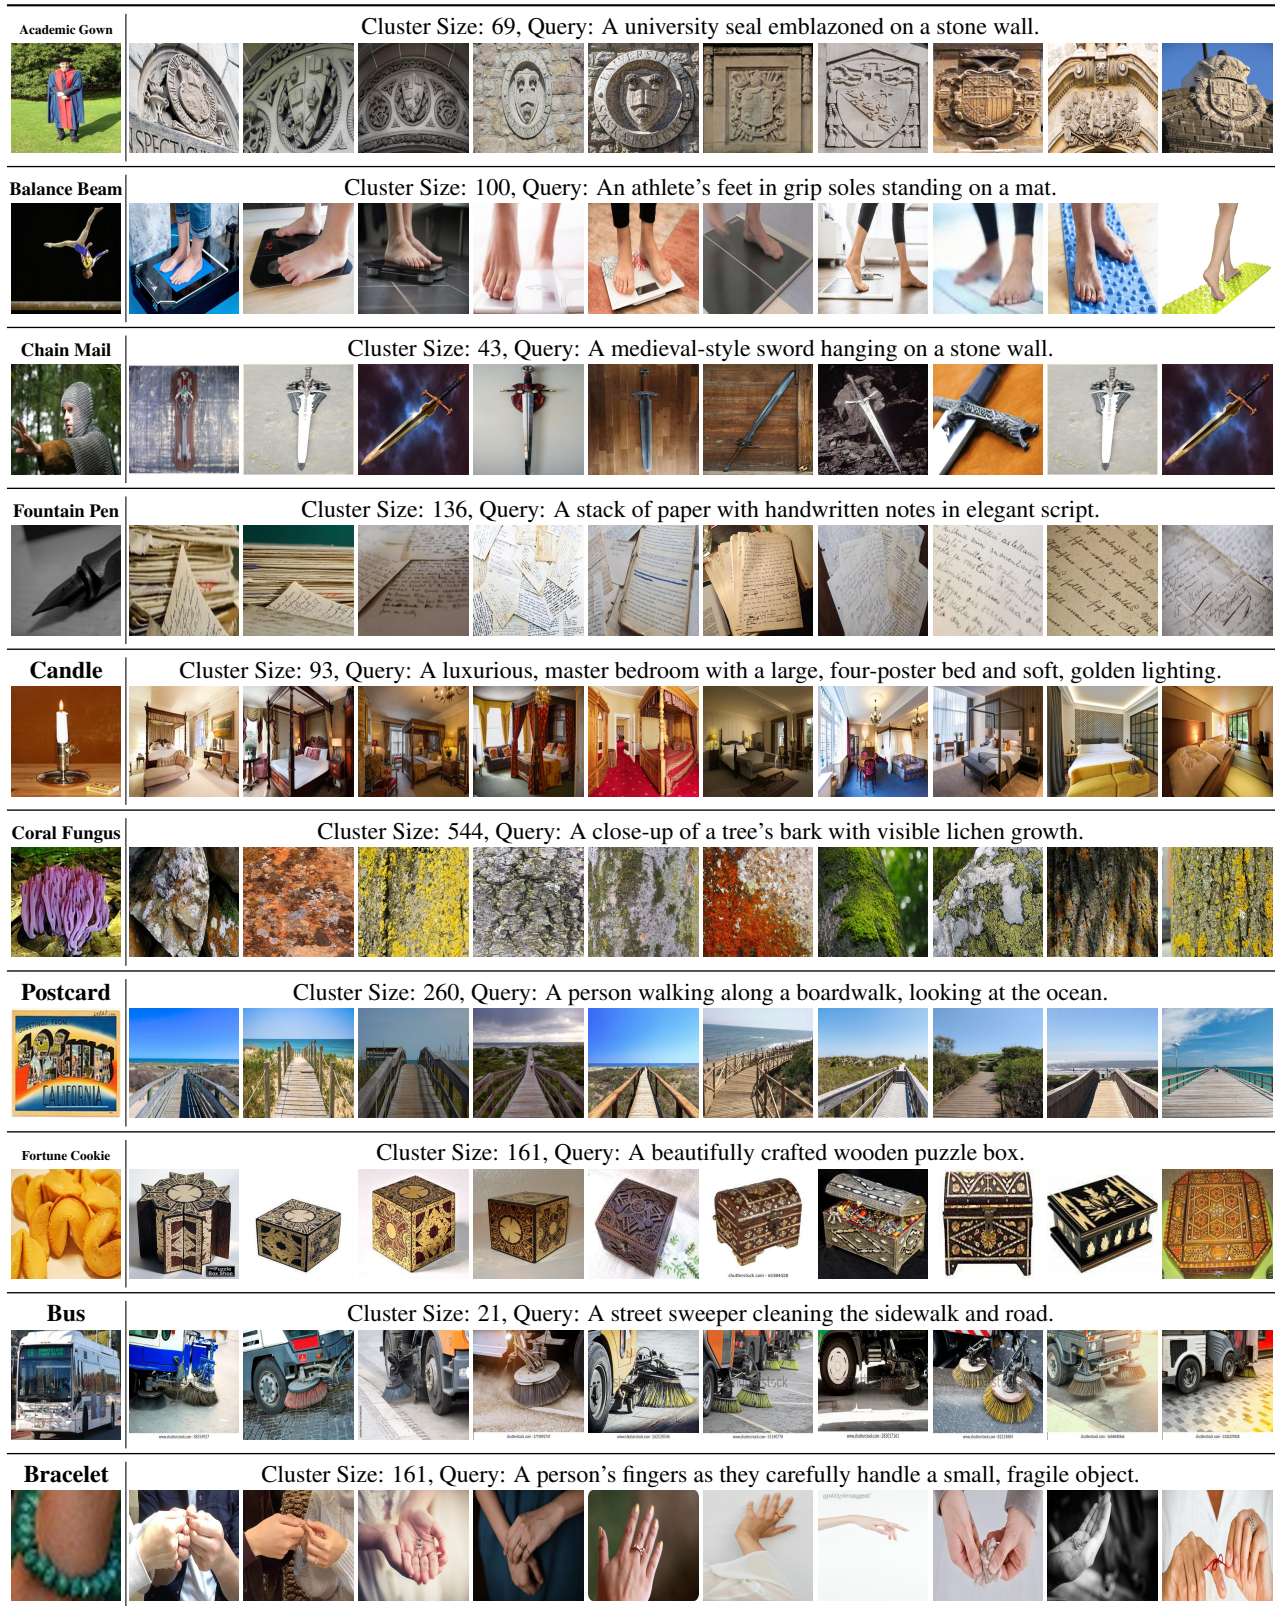 Academic Gown
Cluster Size: 69, Query: A university seal emblazoned on a stone wall.
SPECTA
Balance Beam
Cluster Size: 100, Query: An athlete's feet in grip soles standing on a mat.
Chain Mail
Cluster Size: 43, Query: A medieval-style sword hanging on a stone wall.
Fountain Pen
Cluster Size: 136, Query: A stack of paper with handwritten notes in elegant script.
Candle
Cluster Size: 93, Query: A luxurious, master bedroom with a large, four-poster bed and soft, golden lighting.
Coral Fungus
Cluster Size: 544, Query: A close-up of a tree's bark with visible lichen growth.
Postcard
Cluster Size: 260, Query: A person walking along a boardwalk, looking at the ocean.
GREETINGS FROM
CALIFORNIA
Fortune Cookie
Cluster Size: 161, Query: A beautifully crafted wooden puzzle box.
Puzzle
Box Shop
Bus
Cluster Size: 21, Query: A street sweeper cleaning the sidewalk and road.
Bracelet
Cluster Size: 161, Query: A person's fingers as they carefully handle a small, fragile object.